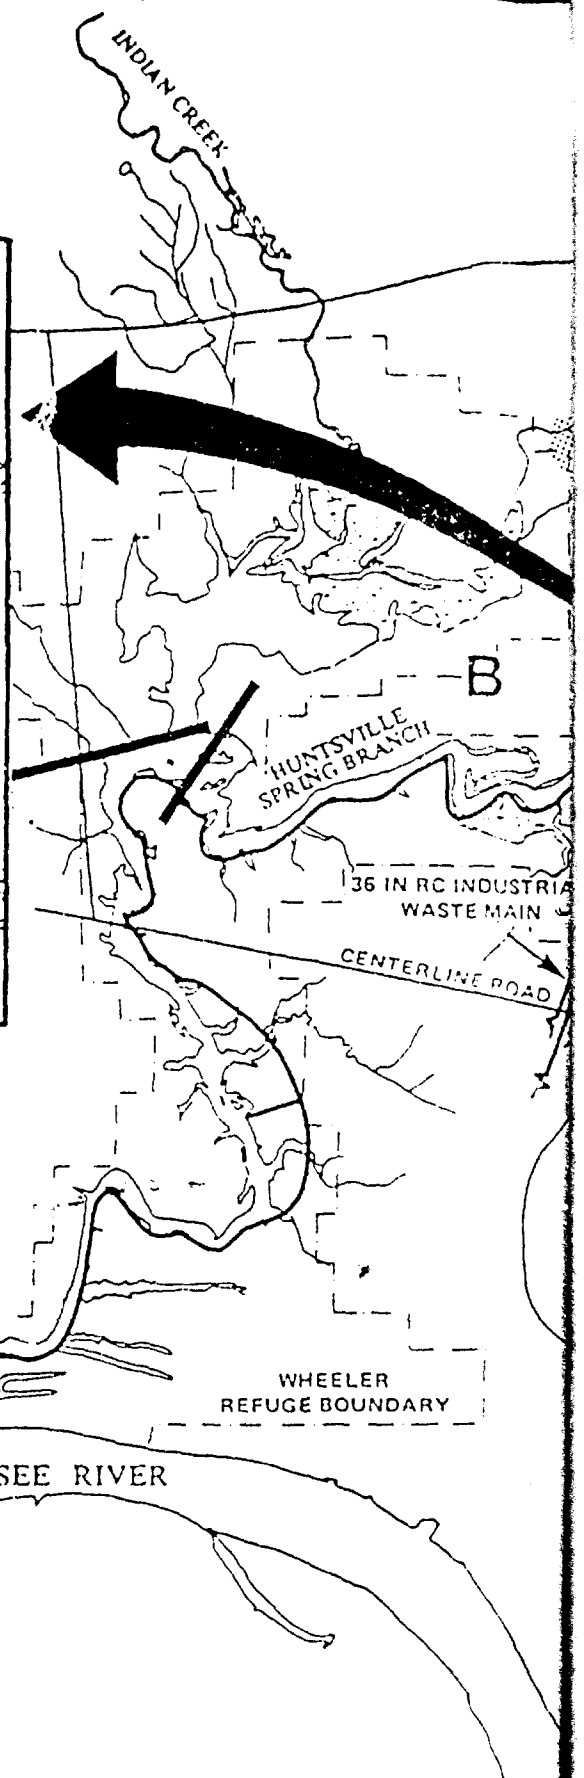 INDIAN CREEK
B
HUNTSVILLE
SPRING BRANCH
36 IN RC INDUSTRIA
WASTE MAIN
CENTERLINE ROAD
WHEELER
REFUGE BOUNDARY
SEE RIVER